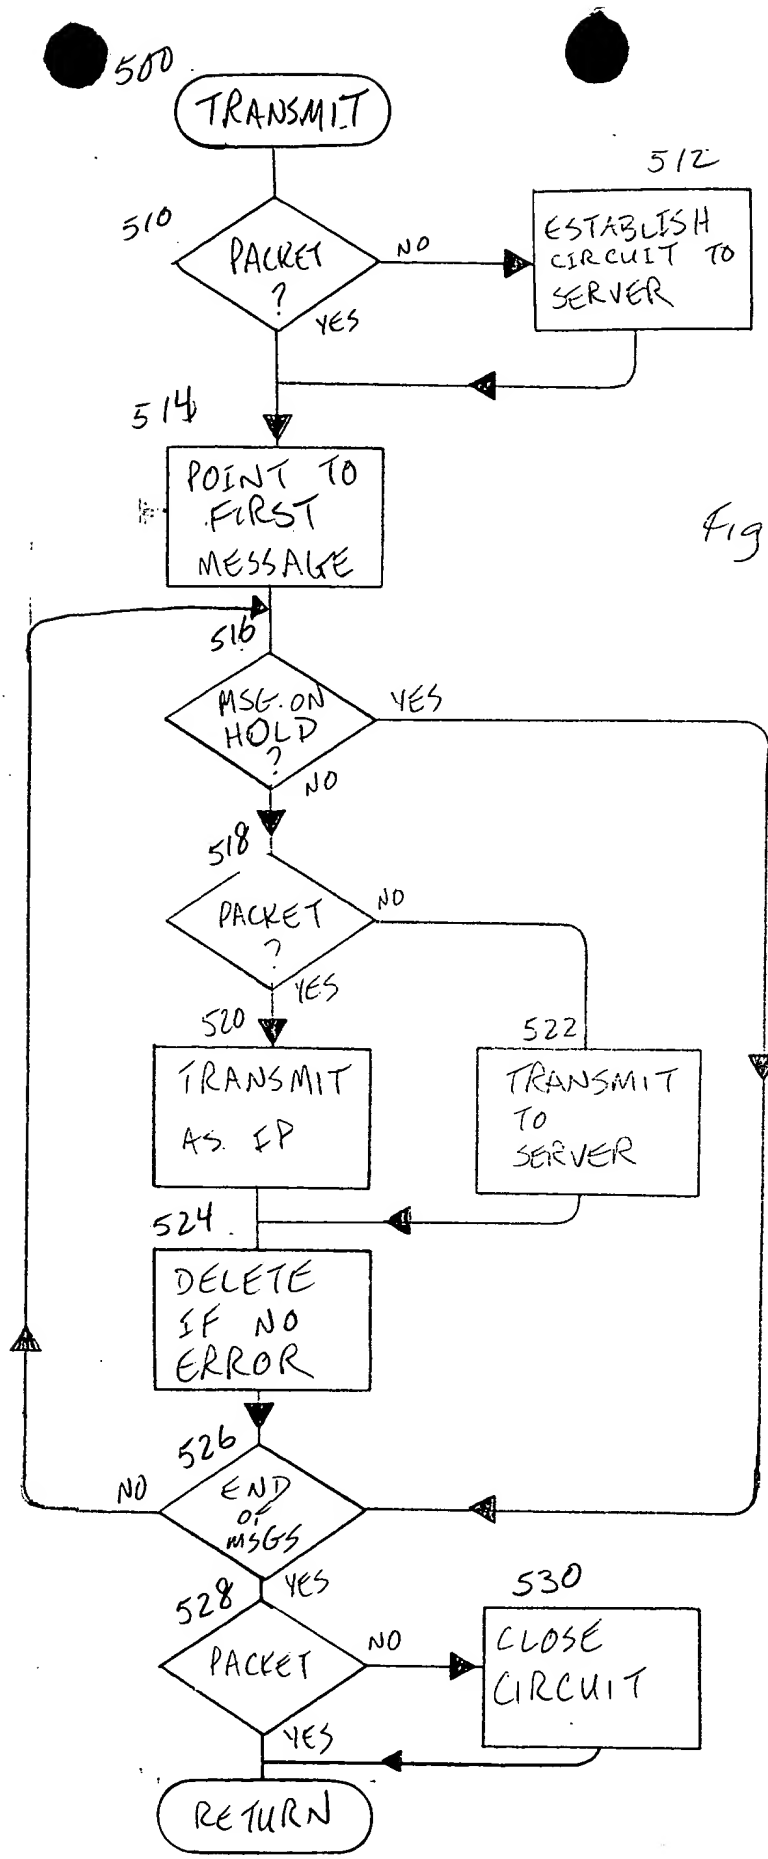 500
TRANSMIT
510
PACKET
?
NO
YES
512
ESTABLISH
CIRCUIT TO
SERVER
514
POINT TO
FIRST
MESSAGE
Fig
516
MSG. ON
HOLD
?
YES
NO
518
PACKET
?
NO
YES
520
TRANSMIT
AS IP
522
TRANSMIT
TO
SERVER
524
DELETE
IF NO
ERROR
526
END
OF
MSGS
NO
YES
528
PACKET
NO
YES
530
CLOSE
CIRCUIT
RETURN